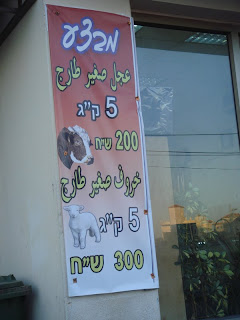 מבצע
عجل صغير طازج
5 ק"ג
200 ש"ח
خروف صغير طازج
5 ק"ג
300 ש"ח